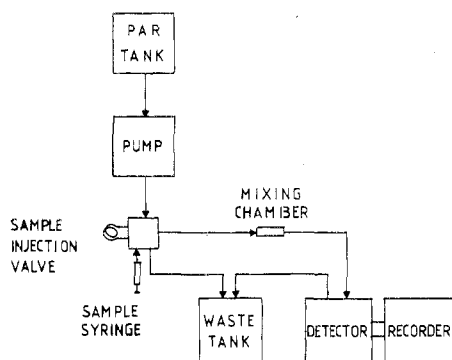 PAR
TANK
PUMP
MIXING
CHAMBER
SAMPLE
INJECTION
VALVE
SAMPLE
SYRINGE
WASTE
TANK
DETECTOR
RECORDER